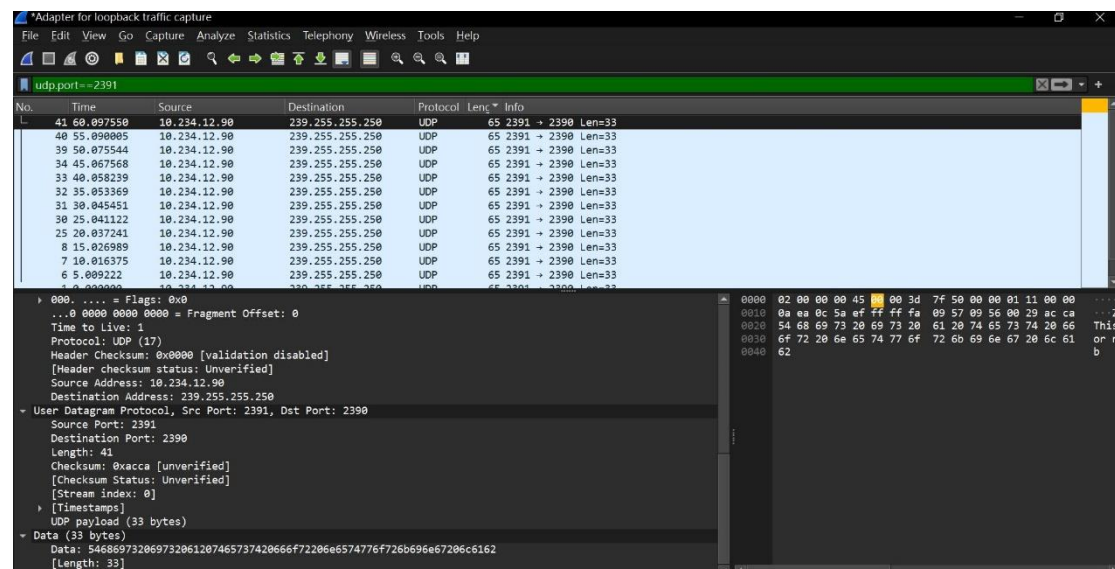 *Adapter for loopback traffic capture
File Edit View Go Capture Analyze Statistics Telephony Wireless Tools Help
udp.port==2391
No. Time Source Destination Protocol Lengt Info
41 60.097550 10.234.12.90 239.255.255.250 UDP 65 2391 → 2390 Len=33
40 55.090005 10.234.12.90 239.255.255.250 UDP 65 2391 → 2390 Len=33
39 50.075544 10.234.12.90 239.255.255.250 UDP 65 2391 → 2390 Len=33
34 45.067568 10.234.12.90 239.255.255.250 UDP 65 2391 → 2390 Len=33
33 40.058239 10.234.12.90 239.255.255.250 UDP 65 2391 → 2390 Len=33
32 35.053369 10.234.12.90 239.255.255.250 UDP 65 2391 → 2390 Len=33
31 30.045451 10.234.12.90 239.255.255.250 UDP 65 2391 → 2390 Len=33
30 25.041122 10.234.12.90 239.255.255.250 UDP 65 2391 → 2390 Len=33
25 20.037241 10.234.12.90 239.255.255.250 UDP 65 2391 → 2390 Len=33
8 15.026989 10.234.12.90 239.255.255.250 UDP 65 2391 → 2390 Len=33
7 10.016375 10.234.12.90 239.255.255.250 UDP 65 2391 → 2390 Len=33
6 5.009222 10.234.12.90 239.255.255.250 UDP 65 2391 → 2390 Len=33
1 0.000000 10.234.12.90 239.255.255.250 UDP 65 2391 → 2390 Len=33
000. .... = Flags: 0x0
...0 0000 0000 0000 = Fragment Offset: 0
Time to Live: 1
Protocol: UDP (17)
Header Checksum: 0x0000 [validation disabled]
[Header checksum status: Unverified]
Source Address: 10.234.12.90
Destination Address: 239.255.255.250
User Datagram Protocol, Src Port: 2391, Dst Port: 2390
Source Port: 2391
Destination Port: 2390
Length: 41
Checksum: 0xacca [unverified]
[Checksum Status: Unverified]
[Stream index: 0]
[Timestamps]
UDP payload (33 bytes)
Data (33 bytes)
Data: 546869732069732061207465737420666f72206e6574776f726b696e67206c6162
[Length: 33]
0000 02 00 00 00 45 00 00 3d 7f 50 00 00 01 11 00 00
0010 0a ea 0c 5a ef ff ff fa 09 57 09 56 00 29 ac ca ···Z
0020 54 68 69 73 20 69 73 20 61 20 74 65 73 74 20 66 This
0030 6f 72 20 6e 65 74 77 6f 72 6b 69 6e 67 20 6c 61 or n
0040 62 b